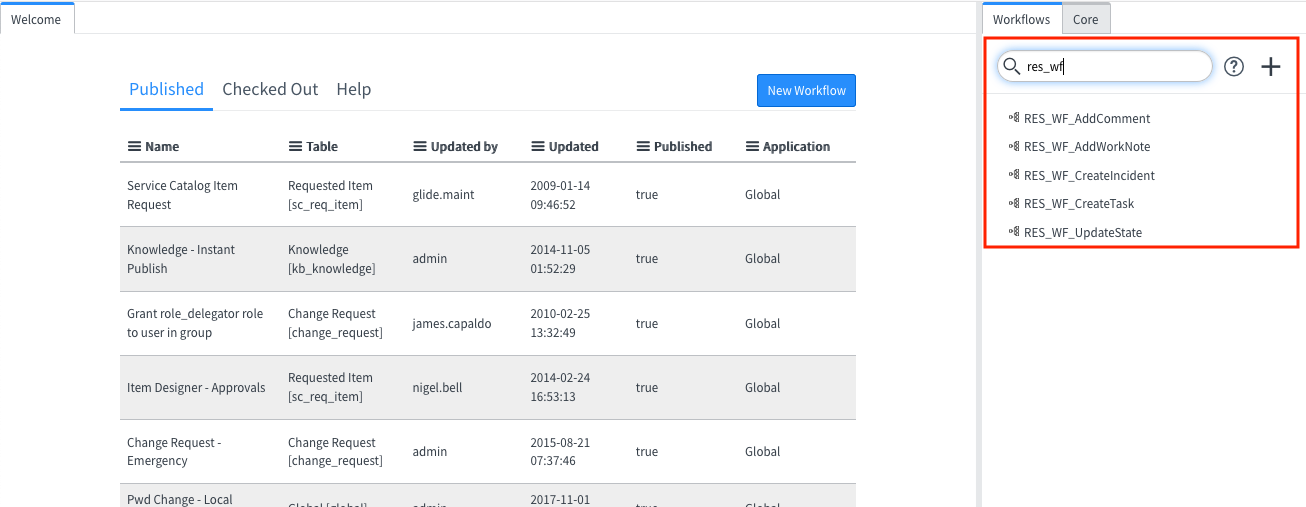 Welcome
Published Checked Out Help New Workflow
Name Table Updated by Updated Published Application
Service Catalog Item Requested Item glide.maint 2009-01-14 true Global
Request [sc_req_item] 09:46:52
Knowledge - Instant Knowledge admin 2014-11-05 true Global
Publish [kb_knowledge] 01:52:29
Grant role_delegator role Change Request james.capaldo 2010-02-25 true Global
to user in group [change_request] 13:32:49
Item Designer - Approvals Requested Item nigel.bell 2014-02-24 true Global
[sc_req_item] 16:53:13
Change Request - Change Request admin 2015-08-21 true Global
Emergency [change_request] 07:37:46
Pwd Change - Local 2017-11-01
Workflows Core
res_wf
RES_WF_AddComment
RES_WF_AddWorkNote
RES_WF_CreateIncident
RES_WF_CreateTask
RES_WF_UpdateState